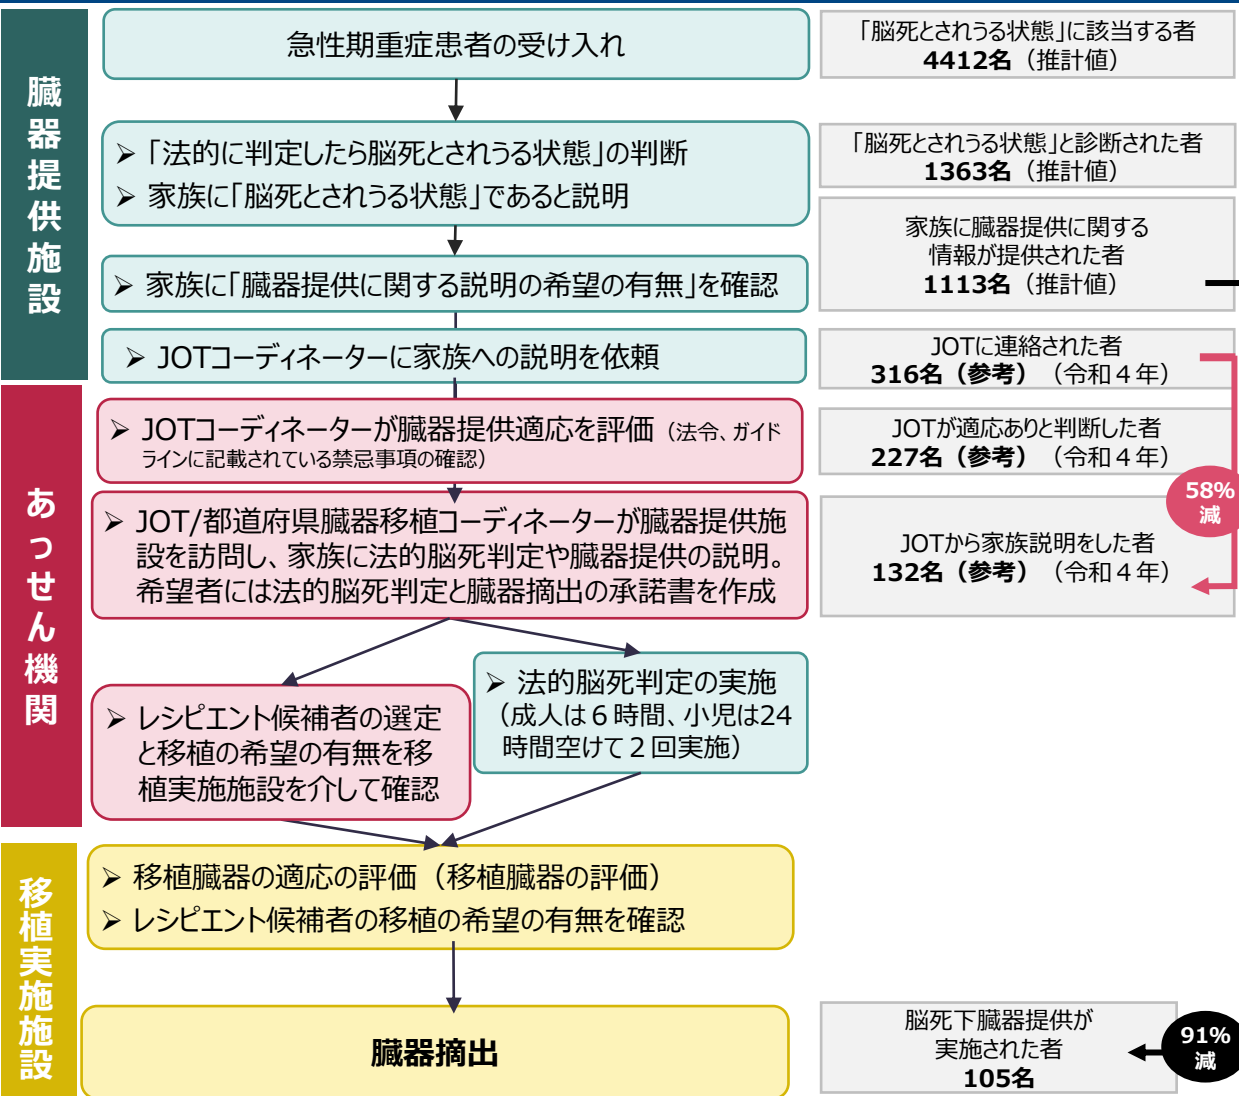 臓器提供施設
急性期重症患者の受け入れ
「脳死とされうる状態」に該当する者
4412名（推計値）
➢「法的に判定したら脳死とされうる状態」の判断
➢ 家族に「脳死とされうる状態」であると説明
「脳死とされうる状態」と診断された者
1363名（推計値）
➢ 家族に「臓器提供に関する説明の希望の有無」を確認
家族に臓器提供に関する
情報が提供された者
1113名（推計値）
➢ JOTコーディネーターに家族への説明を依頼
JOTに連絡された者
316名（参考）（令和４年）
あっせん機関
➢ JOTコーディネーターが臓器提供適応を評価（法令、ガイド
ラインに記載されている禁忌事項の確認）
JOTが適応ありと判断した者
227名（参考）（令和４年）
58%
減
➢ JOT/都道府県臓器移植コーディネーターが臓器提供施
設を訪問し、家族に法的脳死判定や臓器提供の説明。
希望者には法的脳死判定と臓器摘出の承諾書を作成
JOTから家族説明をした者
132名（参考）（令和４年）
➢ レシピエント候補者の選定
と移植の希望の有無を移
植実施施設を介して確認
➢ 法的脳死判定の実施
（成人は６時間、小児は24
時間空けて２回実施）
移植実施施設
➢ 移植臓器の適応の評価（移植臓器の評価）
➢ レシピエント候補者の移植の希望の有無を確認
臓器摘出
脳死下臓器提供が
実施された者
105名
91%
減